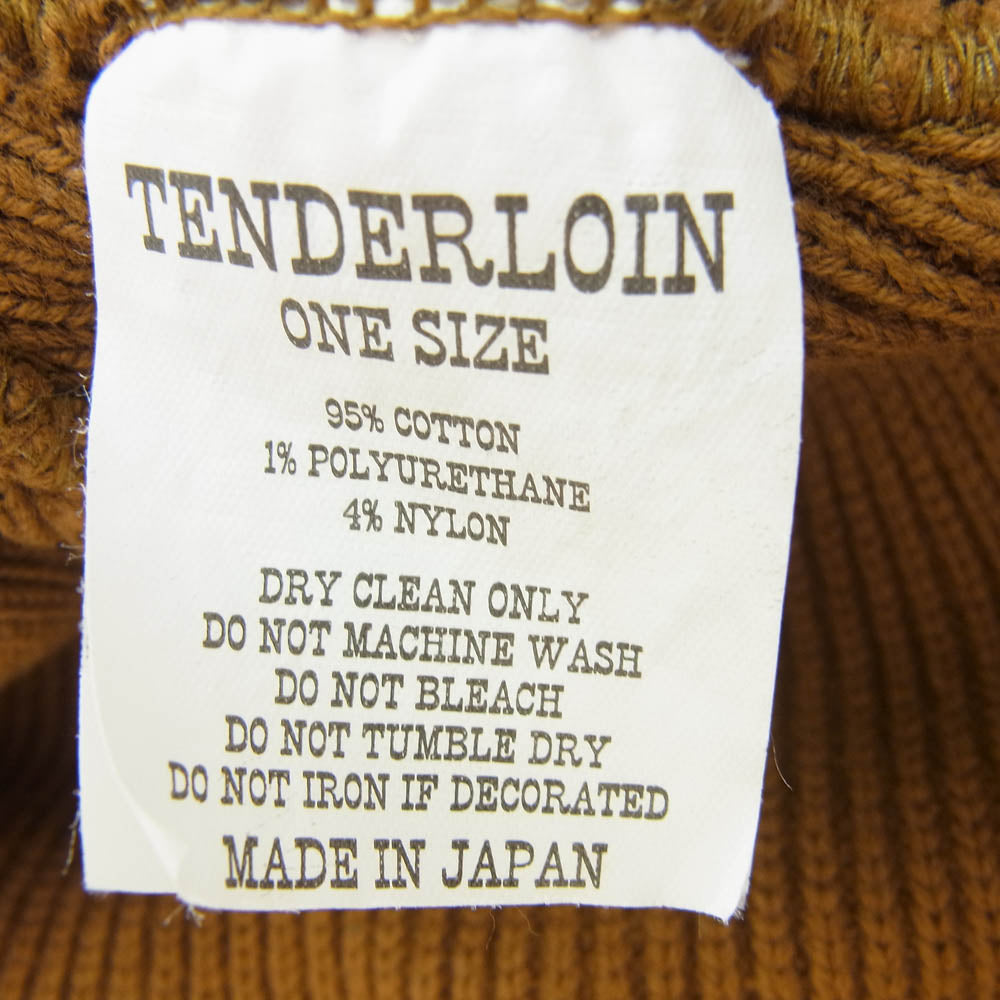 TENDERLOIN
ONE SIZE
95% COTTON
1% POLYURETHANE
4% NYLON
DRY CLEAN ONLY
DO NOT MACHINE WASH
DO NOT BLEACH
DO NOT TUMBLE DRY
DO NOT IRON IF DECORATED
MADE IN JAPAN